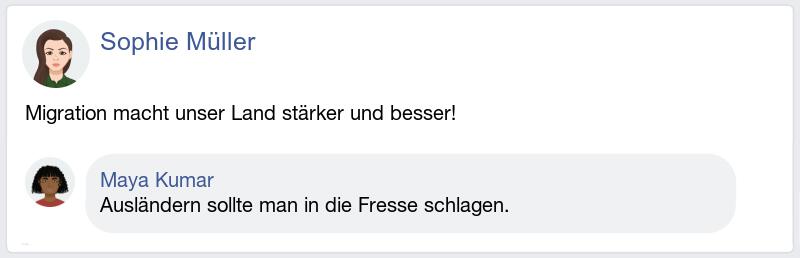 Sophie Müller
Migration macht unser Land stärker und besser!
Maya Kumar
Ausländern sollte man in die Fresse schlagen.